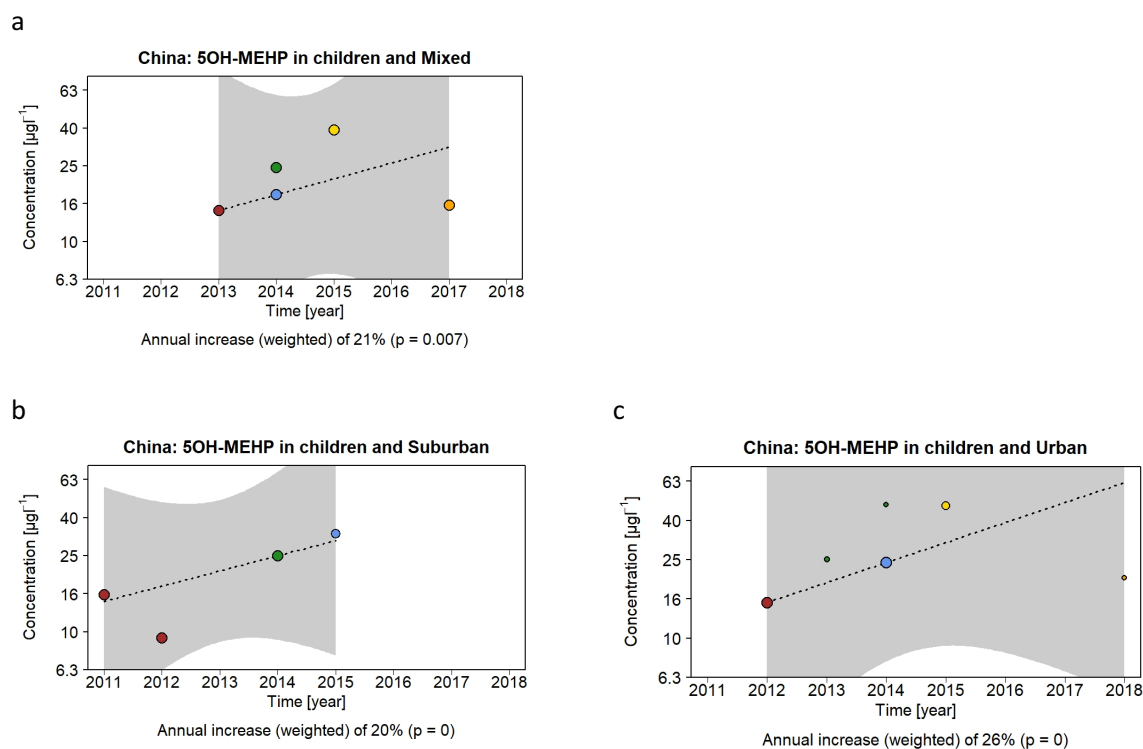 a
China: 5OH-MEHP in children and Mixed
Concentration [µgl⁻¹]
63
40
25
16
10
6.3
2011 2012 2013 2014 2015 2016 2017 2018
Time [year]
Annual increase (weighted) of 21% (p = 0.007)
b
China: 5OH-MEHP in children and Suburban
Concentration [µgl⁻¹]
63
40
25
16
10
6.3
2011 2012 2013 2014 2015 2016 2017 2018
Time [year]
Annual increase (weighted) of 20% (p = 0)
c
China: 5OH-MEHP in children and Urban
Concentration [µgl⁻¹]
63
40
25
16
10
6.3
2011 2012 2013 2014 2015 2016 2017 2018
Time [year]
Annual increase (weighted) of 26% (p = 0)